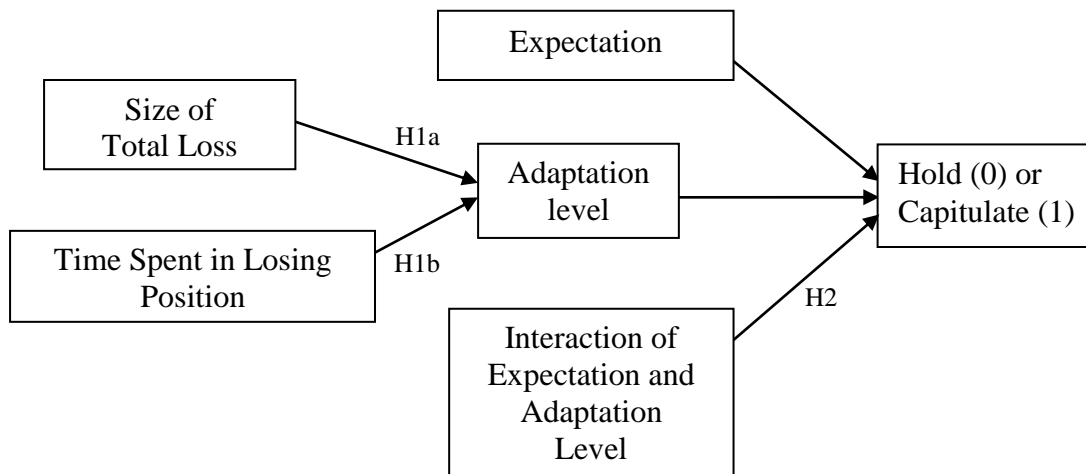 Expectation
Size of
Total Loss
H1a
Adaptation
level
Hold (0) or
Capitulate (1)
Time Spent in Losing
Position
H1b
H2
Interaction of
Expectation and
Adaptation
Level